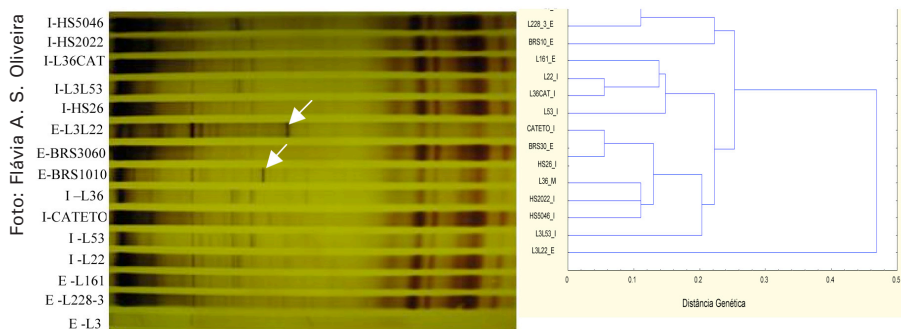 Foto: Flávia A. S. Oliveira
I-HS5046
I-HS2022
I-L36CAT
I-L3L53
I-HS26
E-L3L22
E-BRS3060
E-BRS1010
I –L36
I-CATETO
I -L53
I -L22
E -L161
E -L228-3
E -L3
L228_3_E
BRS10_E
L161_E
L22_I
L36CAT_I
L53_I
CATETO_I
BRS30_E
HS26_I
L36_M
HS2022_I
HS5046_I
L3L53_I
L3L22_E
0 0.1 0.2 0.3 0.4 0.5
Distância Genética